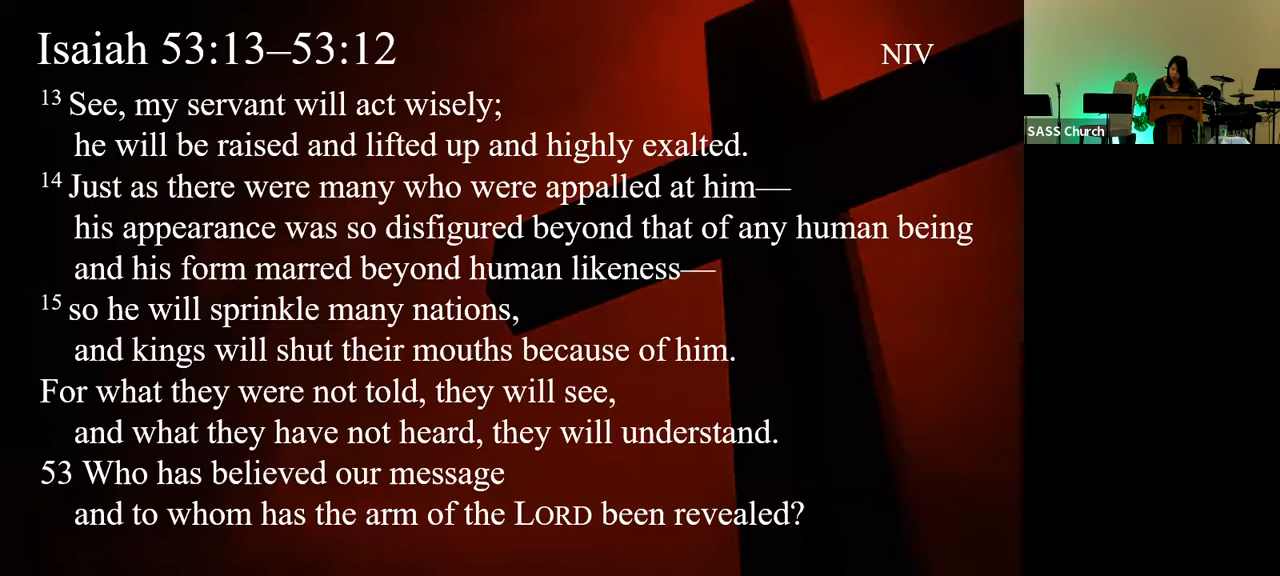 Isaiah 53:13–53:12
NIV
13 See, my servant will act wisely;
he will be raised and lifted up and highly exalted.
14 Just as there were many who were appalled at him—
his appearance was so disfigured beyond that of any human being
and his form marred beyond human likeness—
15 so he will sprinkle many nations,
and kings will shut their mouths because of him.
For what they were not told, they will see,
and what they have not heard, they will understand.
53 Who has believed our message
and to whom has the arm of the LORD been revealed?
SASS Church